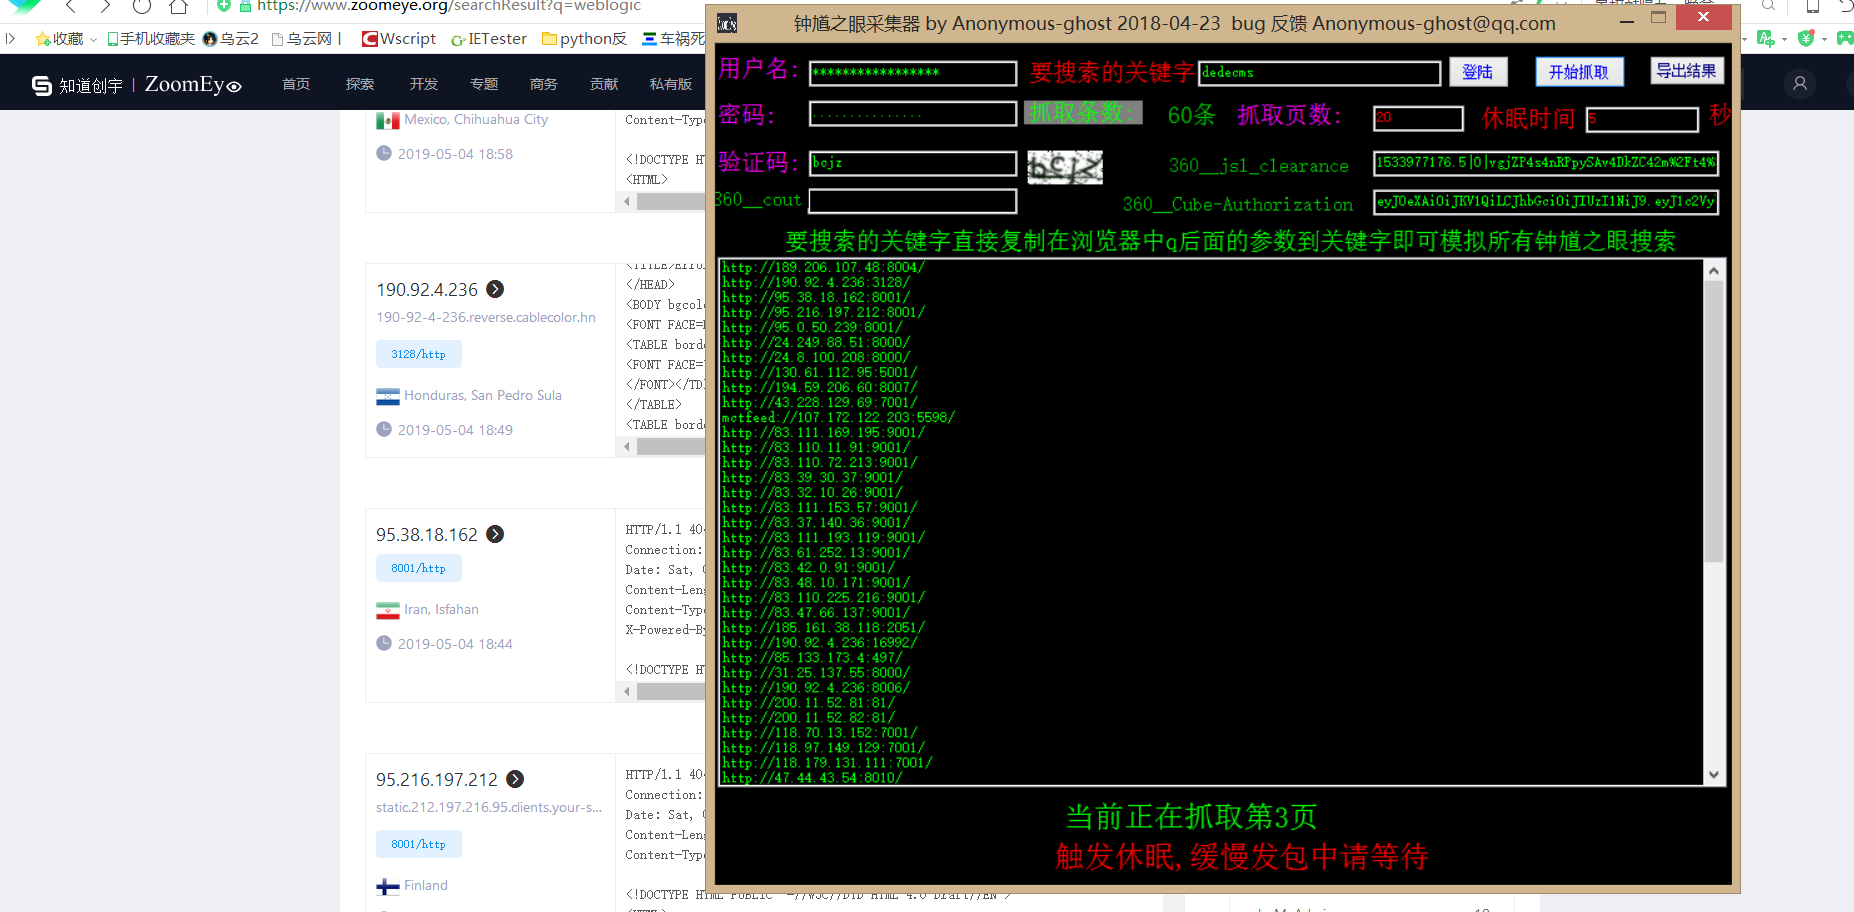 https://www.zoomeye.org/searchResult?q=weblogic
收藏
手机收藏夹
乌云2
乌云网 |
Wscript
IETester
python反
车祸死
知道创宇 | ZoomEye
首页
探索
开发
专题
商务
贡献
私有版
Mexico, Chihuahua City
2019-05-04 18:58
Content-Type
<!DOCTYPE H
<HTML>
190.92.4.236
190-92-4-236.reverse.cablecolor.hn
3128/http
Honduras, San Pedro Sula
2019-05-04 18:49
</HEAD>
<BODY bgcol
<FONT FACE=
<TABLE bord
<FONT FACE=
</FONT></TD
</TABLE>
<TABLE bord
95.38.18.162
8001/http
Iran, Isfahan
2019-05-04 18:44
HTTP/1.1 40
Connection:
Date: Sat,
Content-Len
Content-Typ
X-Powered-B
<!DOCTYPE H
95.216.197.212
static.212.197.216.95.clients.your-s...
8001/http
Finland
HTTP/1.1 40
Connection:
Date: Sat,
Content-Len
Content-Typ
钟馗之眼采集器 by Anonymous-ghost 2018-04-23 bug 反馈 Anonymous-ghost@qq.com
用户名: *****************
要搜索的关键字 dedecms
登陆
开始抓取
导出结果
密码: ...............
抓取条数: 60条
抓取页数: 20
休眠时间 5 秒
验证码: bcjz
bcjz
360__jsl_clearance 1533977176.5|0|vgjZP4s4nRPpySAv4DkZC42m%2Ft4%
360__cout
360__Cube-Authorization eyJ0eXAiOiJKV1QiLCJhbGciOiJIUzI1NiJ9.eyJ1c2Vy
要搜索的关键字直接复制在浏览器中q后面的参数到关键字即可模拟所有钟馗之眼搜索
http://189.206.107.48:8004/
http://190.92.4.236:3128/
http://95.38.18.162:8001/
http://95.216.197.212:8001/
http://95.0.50.239:8001/
http://24.249.88.51:8000/
http://24.8.100.208:8000/
http://130.61.112.95:5001/
http://194.59.206.60:8007/
http://43.228.129.69:7001/
mctfeed://107.172.122.203:5598/
http://83.111.169.195:9001/
http://83.110.11.91:9001/
http://83.110.72.213:9001/
http://83.39.30.37:9001/
http://83.32.10.26:9001/
http://83.111.153.57:9001/
http://83.37.140.36:9001/
http://83.111.193.119:9001/
http://83.61.252.13:9001/
http://83.42.0.91:9001/
http://83.48.10.171:9001/
http://83.110.225.216:9001/
http://83.47.66.137:9001/
http://185.161.38.118:2051/
http://190.92.4.236:16992/
http://85.133.173.4:497/
http://31.25.137.55:8000/
http://190.92.4.236:8006/
http://200.11.52.81:81/
http://200.11.52.82:81/
http://118.70.13.152:7001/
http://118.97.149.129:7001/
http://118.179.131.111:7001/
http://47.44.43.54:8010/
当前正在抓取第3页
触发休眠,缓慢发包中请等待